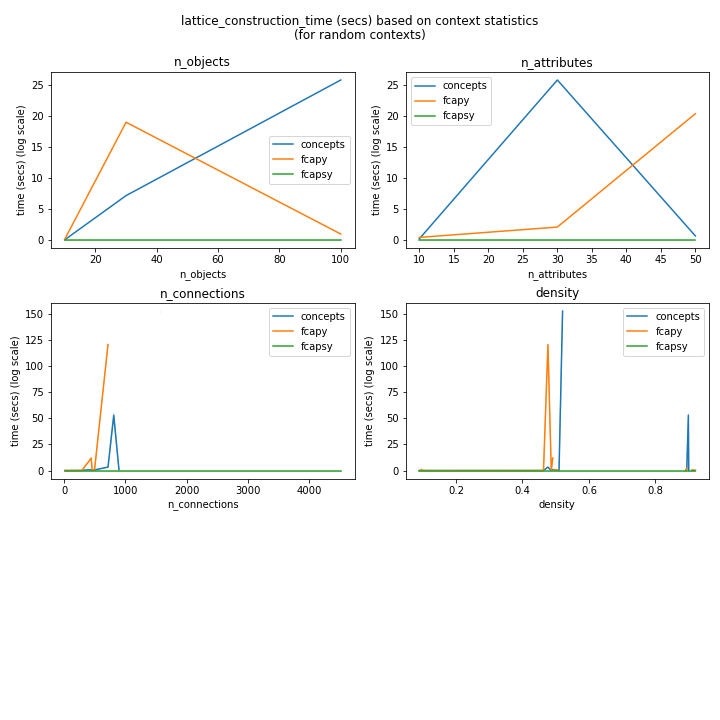 lattice_construction_time (secs) based on context statistics
(for random contexts)
n_objects
time (secs) (log scale)
25
20
15
10
5
0
concepts
fcapy
fcapsy
20 40 60 80 100
n_objects
n_attributes
time (secs) (log scale)
25
20
15
10
5
0
concepts
fcapy
fcapsy
10 15 20 25 30 35 40 45 50
n_attributes
n_connections
time (secs) (log scale)
150
125
100
75
50
25
0
concepts
fcapy
fcapsy
0 1000 2000 3000 4000
n_connections
density
time (secs) (log scale)
150
125
100
75
50
25
0
concepts
fcapy
fcapsy
0.2 0.4 0.6 0.8
density